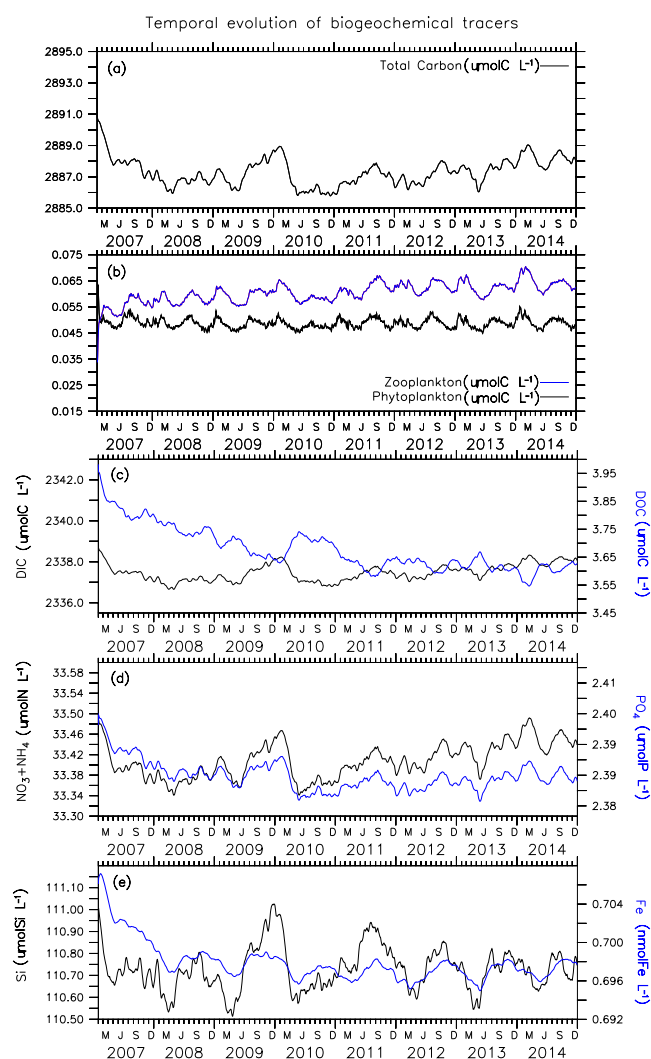 Temporal evolution of biogeochemical tracers
2895.0
2893.0
2891.0
2889.0
2887.0
2885.0
(a)
Total Carbon(umolC L-1)
M J S D M J S D M J S D M J S D M J S D M J S D M J S D M J S D
2007 2008 2009 2010 2011 2012 2013 2014
0.075
0.065
0.055
0.045
0.035
0.025
0.015
(b)
Zooplankton(umolC L-1)
Phytoplankton(umolC L-1)
M J S D M J S D M J S D M J S D M J S D M J S D M J S D M J S D
2007 2008 2009 2010 2011 2012 2013 2014
DIC (umolC L-1)
2342.0
2340.0
2338.0
2336.0
(c)
3.95
3.85
3.75
3.65
3.55
3.45
DOC (umolC L-1)
M J S D M J S D M J S D M J S D M J S D M J S D M J S D M J S D
2007 2008 2009 2010 2011 2012 2013 2014
NO3+NH4 (umolN L-1)
33.58
33.50
33.42
33.38
33.34
33.30
(d)
2.41
2.40
2.39
2.39
2.38
PO4 (umolP L-1)
M J S D M J S D M J S D M J S D M J S D M J S D M J S D M J S D
2007 2008 2009 2010 2011 2012 2013 2014
Si (umolSi L-1)
111.10
111.00
110.90
110.80
110.70
110.60
110.50
(e)
0.704
0.700
0.696
0.692
Fe (nmolFe L-1)
M J S D M J S D M J S D M J S D M J S D M J S D M J S D M J S D
2007 2008 2009 2010 2011 2012 2013 2014